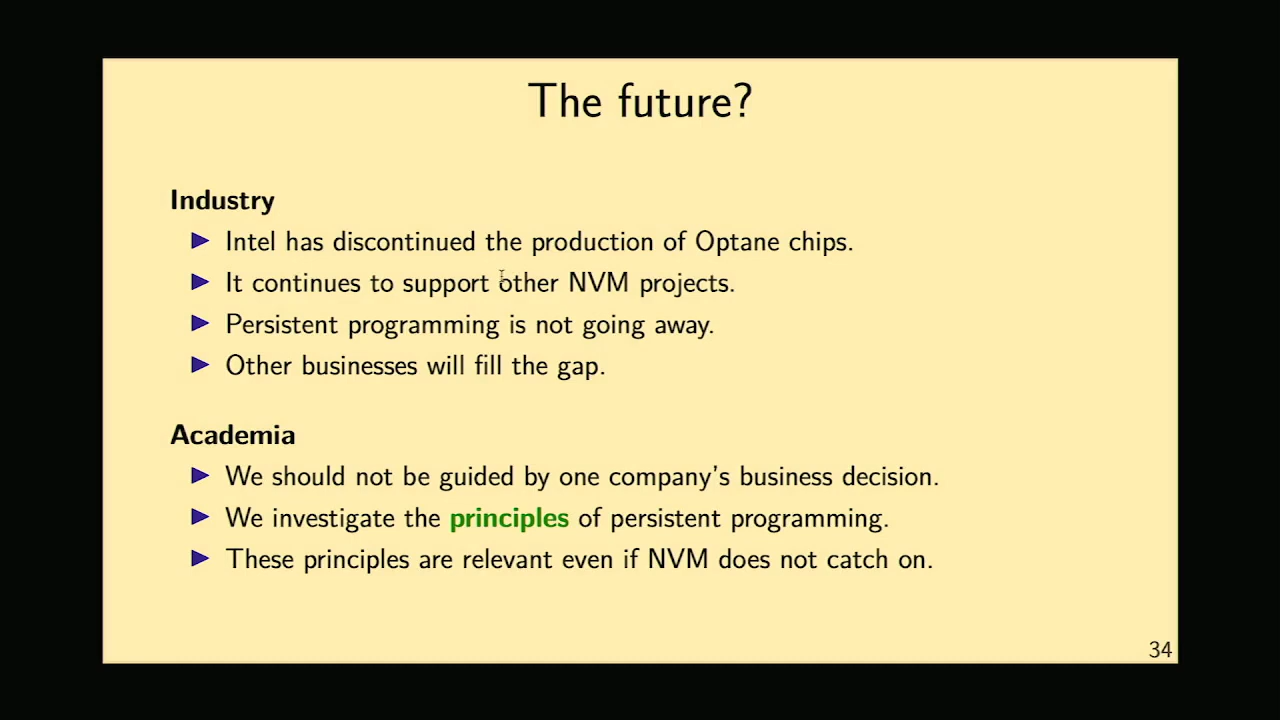 The future?
Industry
Intel has discontinued the production of Optane chips.
It continues to support other NVM projects.
Persistent programming is not going away.
Other businesses will fill the gap.
Academia
We should not be guided by one company's business decision.
We investigate the principles of persistent programming.
These principles are relevant even if NVM does not catch on.
34